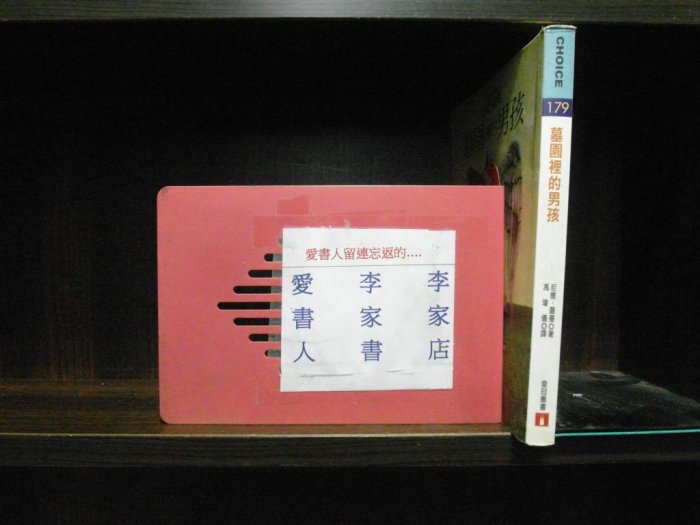 愛書人留連忘返的....
愛 李 李
書 家 家
人 書 店
男孩
CHOICE
179
墓園裡的男孩
尼爾·蓋曼◎著
馮瓊儀◎譯
皇冠叢書